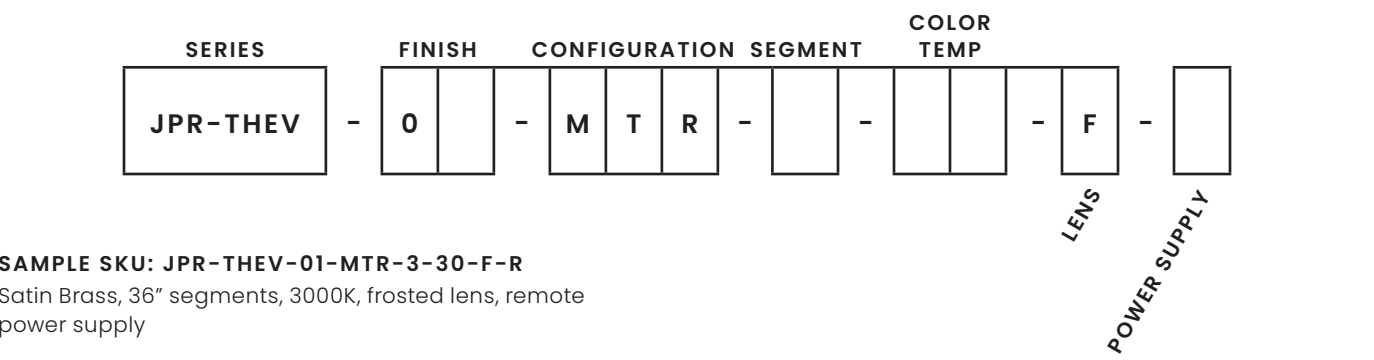 SERIES FINISH CONFIGURATION SEGMENT COLOR
TEMP
JPR-THEV - 0 - M T R - - - F -
LENS
POWER SUPPLY
SAMPLE SKU: JPR-THEV-01-MTR-3-30-F-R
Satin Brass, 36” segments, 3000K, frosted lens, remote
power supply